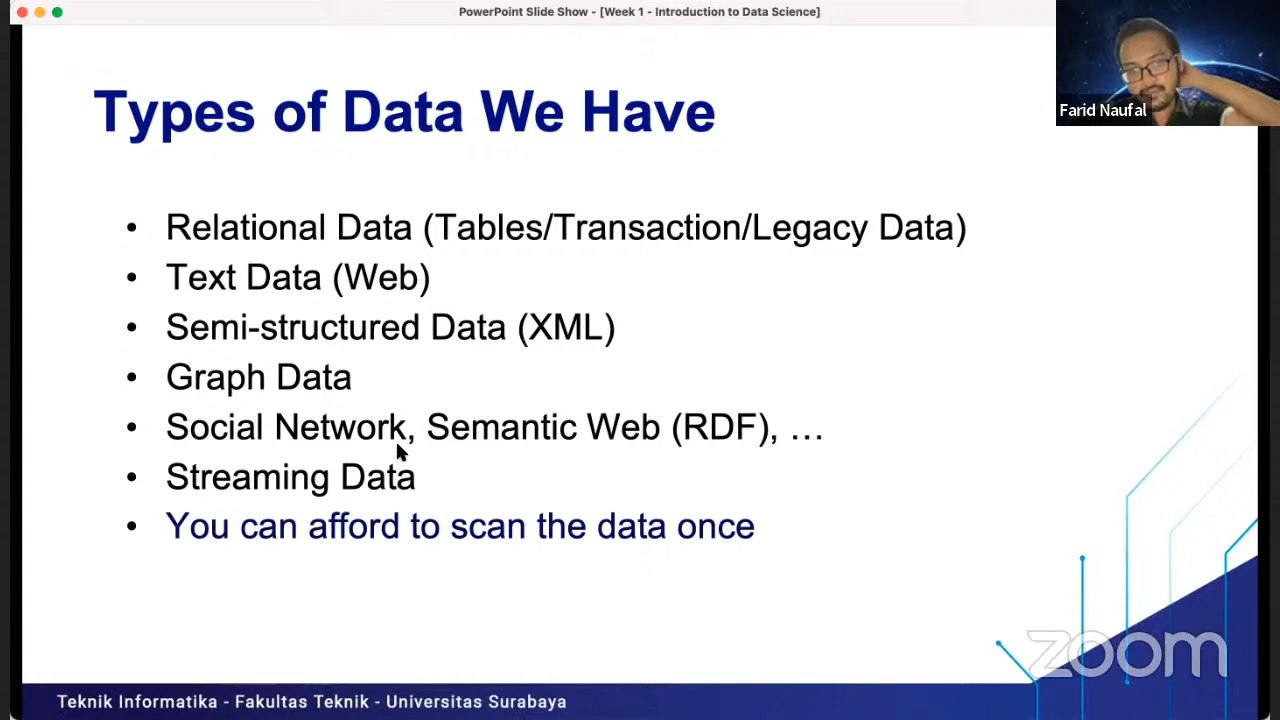 PowerPoint Slide Show - [Week 1 - Introduction to Data Science]
Farid Naufal
Types of Data We Have
• Relational Data (Tables/Transaction/Legacy Data)
• Text Data (Web)
• Semi-structured Data (XML)
• Graph Data
• Social Network, Semantic Web (RDF), …
• Streaming Data
• You can afford to scan the data once
zoom
Teknik Informatika - Fakultas Teknik - Universitas Surabaya